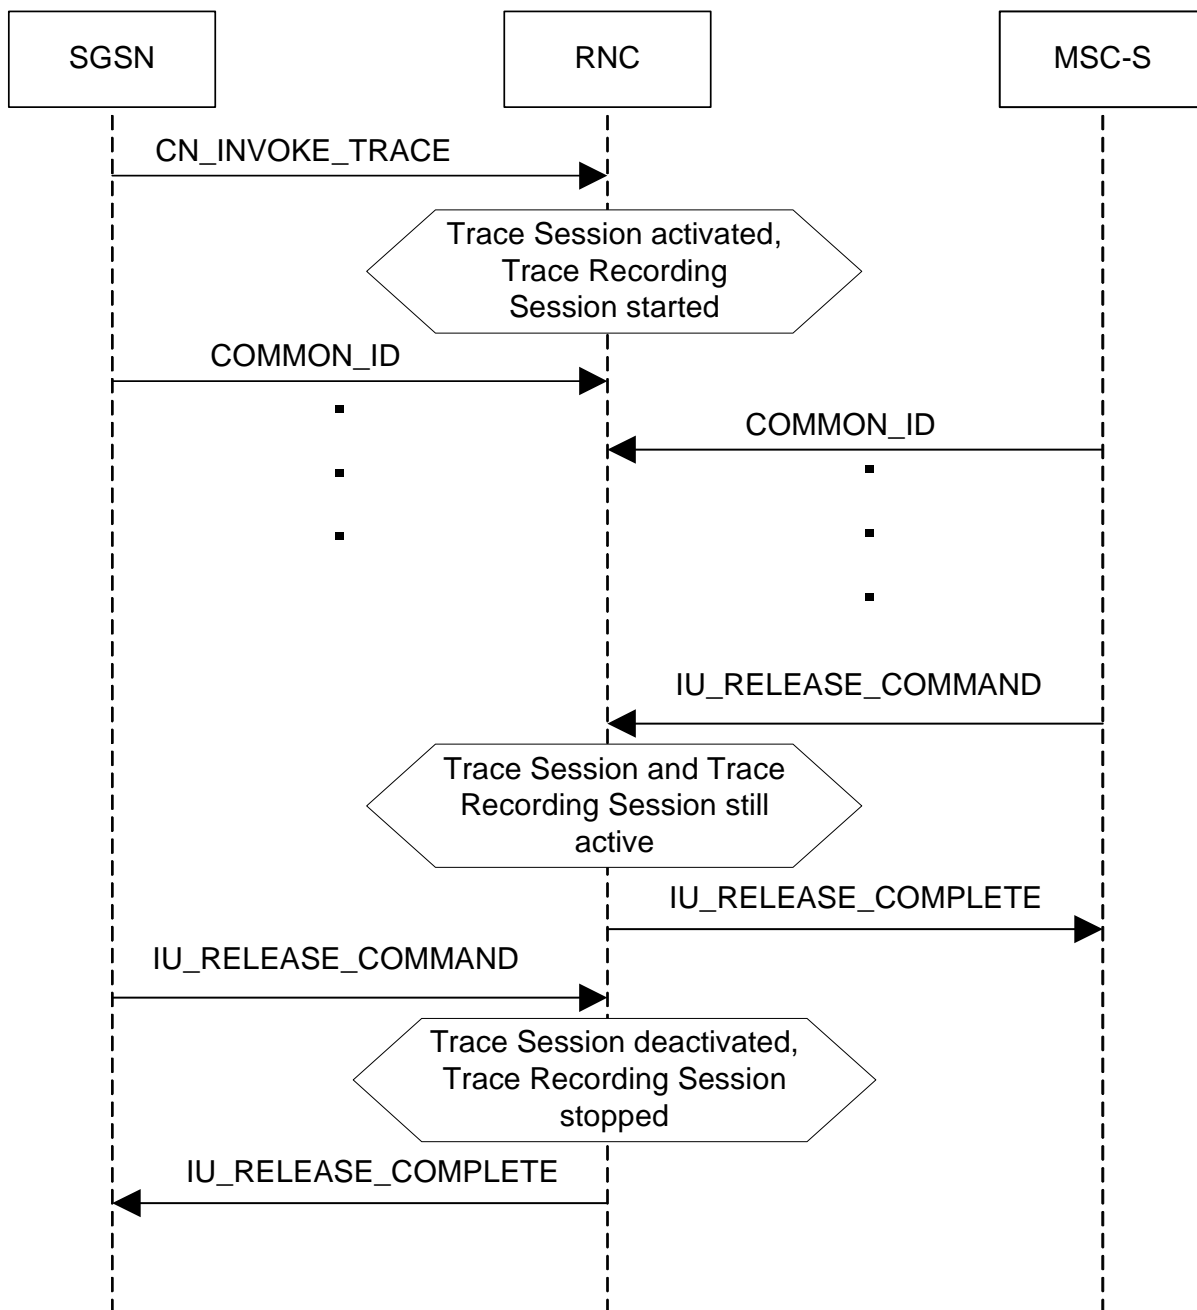 SGSN
RNC
MSC-S
CN_INVOKE_TRACE
Trace Session activated,
Trace Recording
Session started
COMMON_ID
COMMON_ID
IU_RELEASE_COMMAND
Trace Session and Trace
Recording Session still
active
IU_RELEASE_COMPLETE
IU_RELEASE_COMMAND
Trace Session deactivated,
Trace Recording Session
stopped
IU_RELEASE_COMPLETE